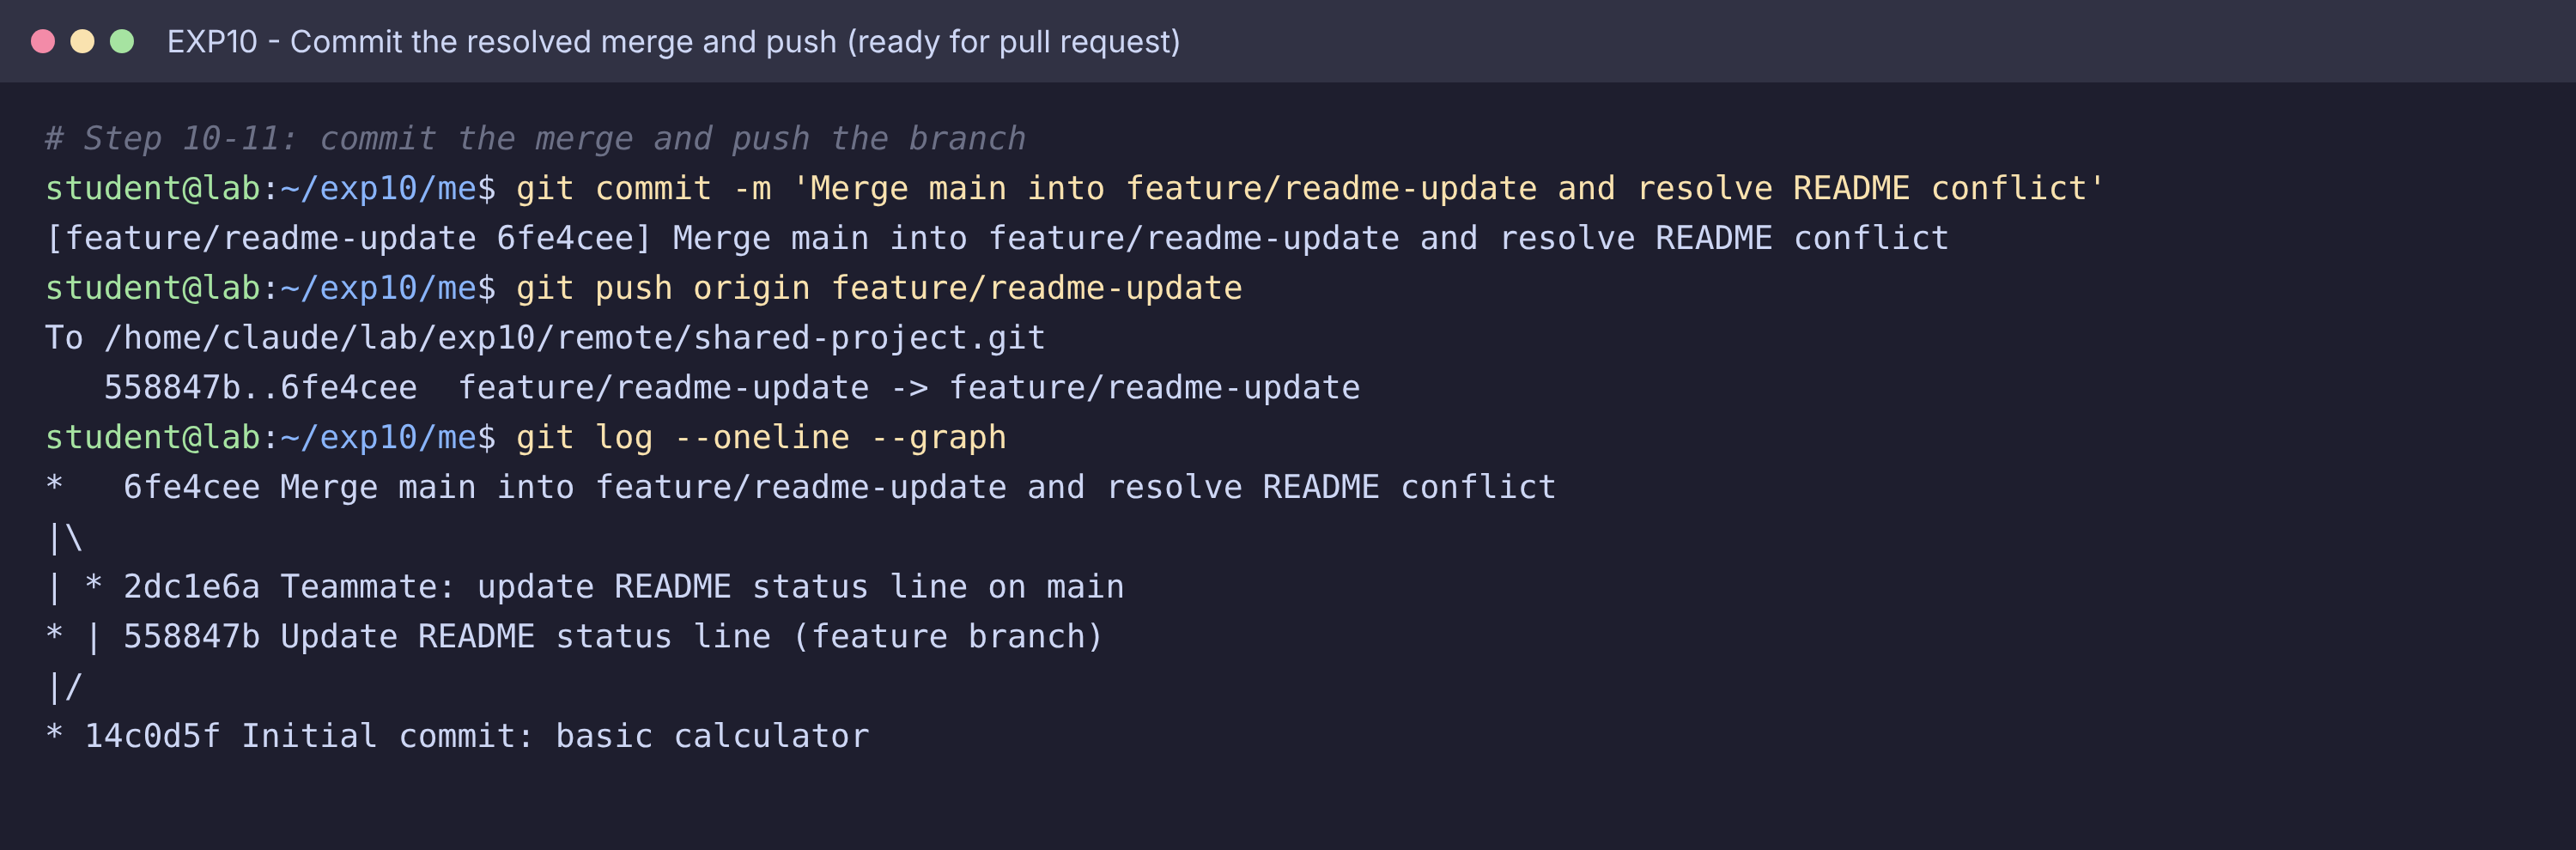 EXP10 - Commit the resolved merge and push (ready for pull request)
# Step 10-11: commit the merge and push the branch
student@lab:~/exp10/me$ git commit -m 'Merge main into feature/readme-update and resolve README conflict'
[feature/readme-update 6fe4cee] Merge main into feature/readme-update and resolve README conflict
student@lab:~/exp10/me$ git push origin feature/readme-update
To /home/claude/lab/exp10/remote/shared-project.git
   558847b..6fe4cee  feature/readme-update -> feature/readme-update
student@lab:~/exp10/me$ git log --oneline --graph
*   6fe4cee Merge main into feature/readme-update and resolve README conflict
|\
| * 2dc1e6a Teammate: update README status line on main
* | 558847b Update README status line (feature branch)
|/
* 14c0d5f Initial commit: basic calculator